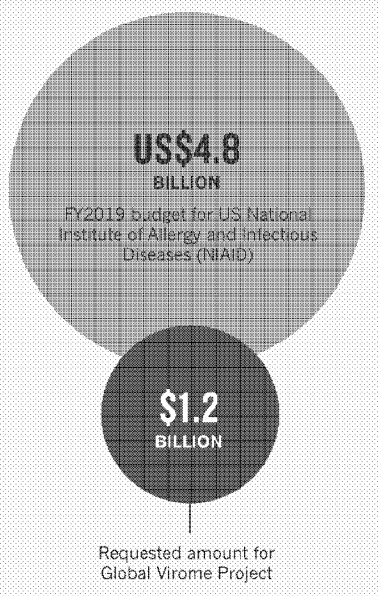 US$4.8
BILLION
FY2019 budget for US National
Institute of Allergy and Infectious
Diseases (NIAID)
$1.2
BILLION
Requested amount for
Global Virome Project